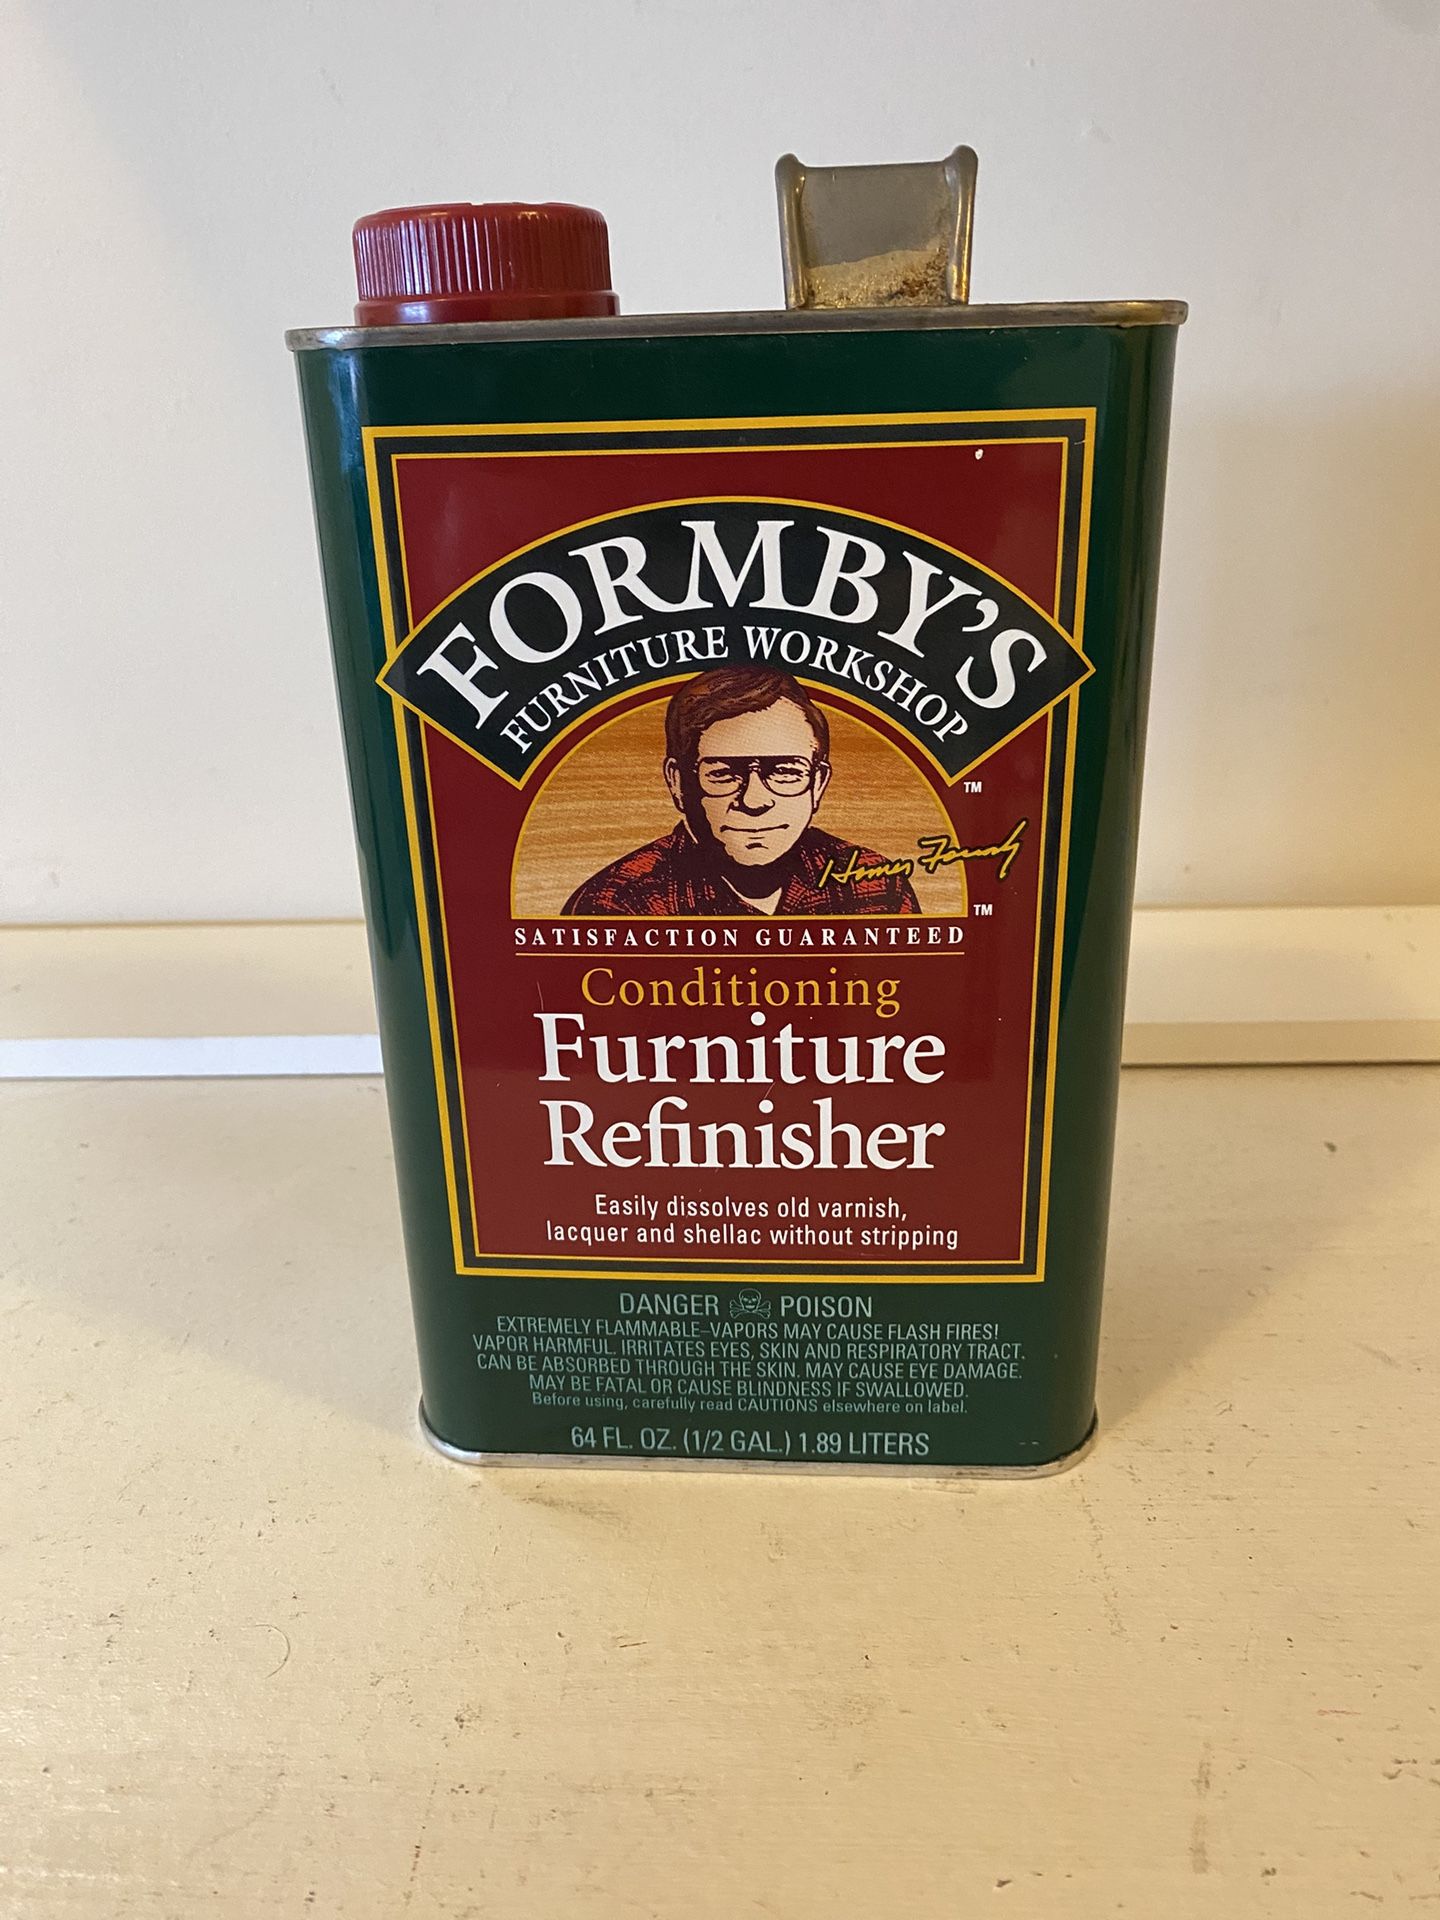 FORMBY'S
FURNITURE WORKSHOP
TM
Homer Formby
TM
SATISFACTION GUARANTEED
Conditioning
Furniture
Refinisher
Easily dissolves old varnish,
lacquer and shellac without stripping
DANGER POISON
EXTREMELY FLAMMABLE–VAPORS MAY CAUSE FLASH FIRES!
VAPOR HARMFUL. IRRITATES EYES, SKIN AND RESPIRATORY TRACT.
CAN BE ABSORBED THROUGH THE SKIN. MAY CAUSE EYE DAMAGE.
MAY BE FATAL OR CAUSE BLINDNESS IF SWALLOWED.
Before using, carefully read CAUTIONS elsewhere on label.
64 FL. OZ. (1/2 GAL.) 1.89 LITERS